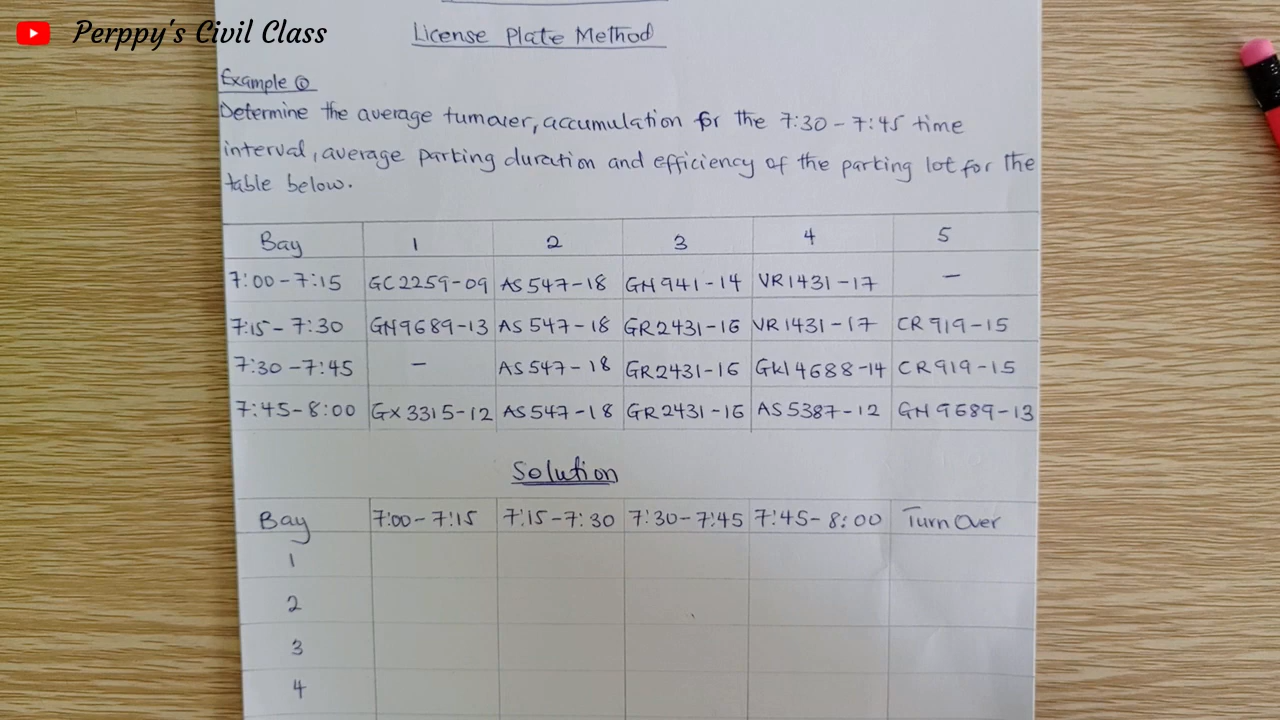 Perppy's Civil Class
License Plate Method
Example ①
Determine the average turnover, accumulation for the 7:30 - 7:45 time
interval, average parking duration and efficiency of the parking lot for the
table below.
Bay 1 2 3 4 5
7:00 - 7:15 GC2259-09 AS547-18 GN941-14 VR1431-17 -
7:15 - 7:30 GN9689-13 AS547-18 GR2431-16 VR1431-17 CR919-15
7:30 - 7:45 - AS547-18 GR2431-16 GK14688-14 CR919-15
7:45-8:00 GX3315-12 AS547-18 GR2431-16 AS5387-12 GN9689-13
Solution
Bay 7:00 - 7:15 7:15 - 7:30 7:30 - 7:45 7:45 - 8:00 Turn Over
1
2
3
4